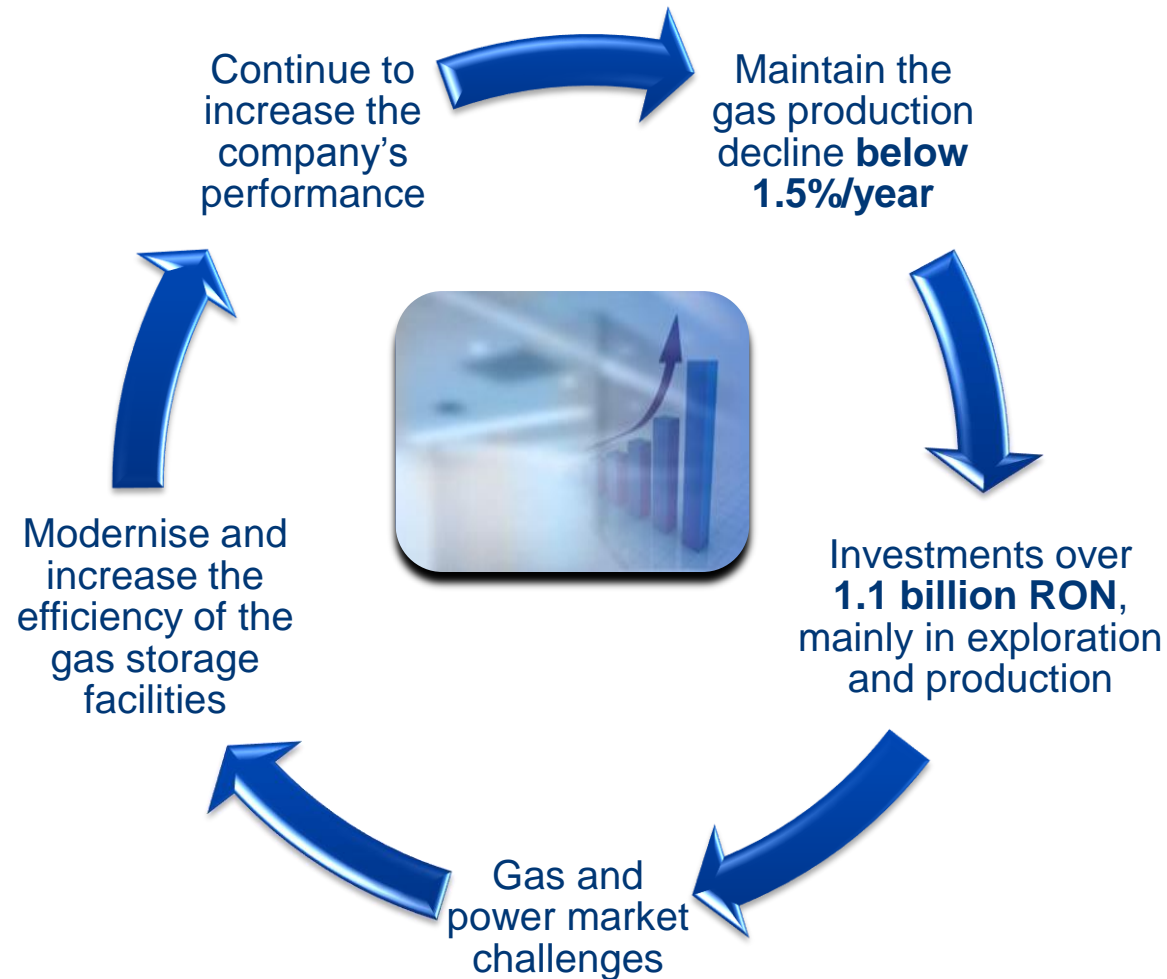 Continue to
increase the
company’s
performance
Maintain the
gas production
decline below
1.5%/year
Investments over
1.1 billion RON,
mainly in exploration
and production
Gas and
power market
challenges
Modernise and
increase the
efficiency of the
gas storage
facilities